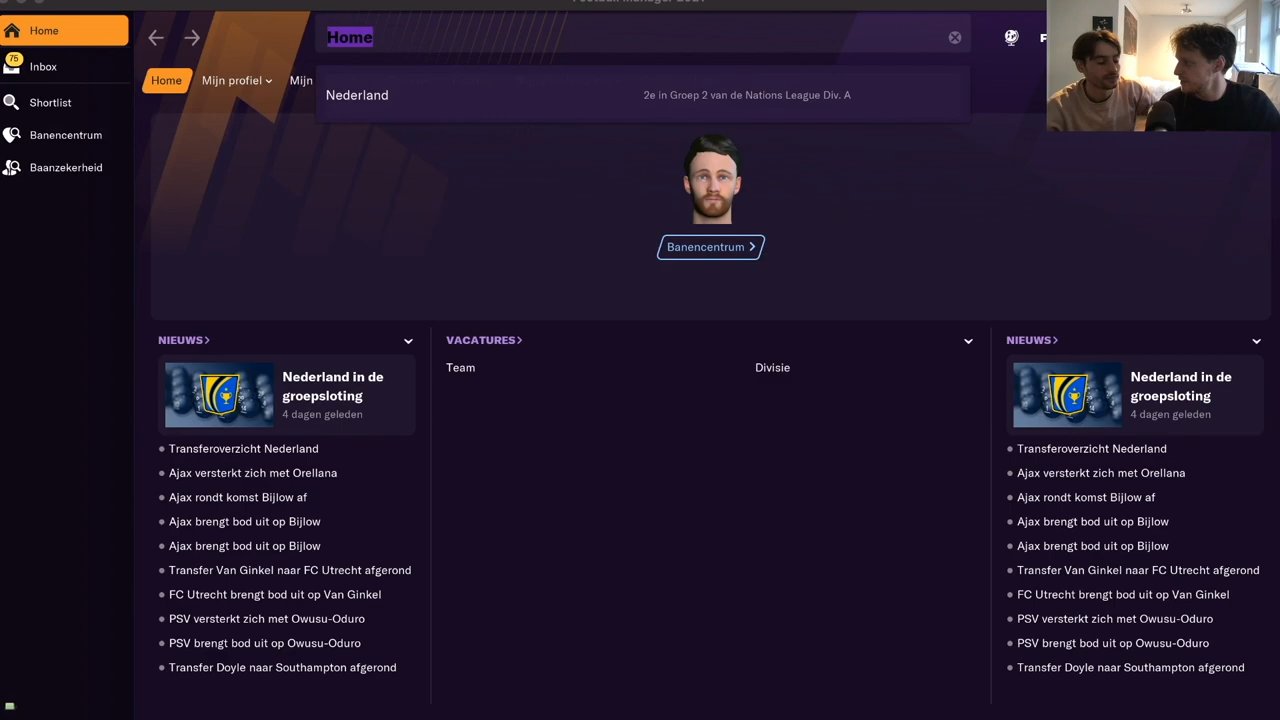 Home
75
Inbox
Shortlist
Banencentrum
Baanzekerheid
Home
Home
Mijn profiel
Mijn
Nederland
2e in Groep 2 van de Nations League Div. A
Banencentrum
NIEUWS
Nederland in de
groepsloting
4 dagen geleden
Transferoverzicht Nederland
Ajax versterkt zich met Orellana
Ajax rondt komst Bijlow af
Ajax brengt bod uit op Bijlow
Ajax brengt bod uit op Bijlow
Transfer Van Ginkel naar FC Utrecht afgerond
FC Utrecht brengt bod uit op Van Ginkel
PSV versterkt zich met Owusu-Oduro
PSV brengt bod uit op Owusu-Oduro
Transfer Doyle naar Southampton afgerond
VACATURES
Team
Divisie
NIEUWS
Nederland in de
groepsloting
4 dagen geleden
Transferoverzicht Nederland
Ajax versterkt zich met Orellana
Ajax rondt komst Bijlow af
Ajax brengt bod uit op Bijlow
Ajax brengt bod uit op Bijlow
Transfer Van Ginkel naar FC Utrecht afgerond
FC Utrecht brengt bod uit op Van Ginkel
PSV versterkt zich met Owusu-Oduro
PSV brengt bod uit op Owusu-Oduro
Transfer Doyle naar Southampton afgerond